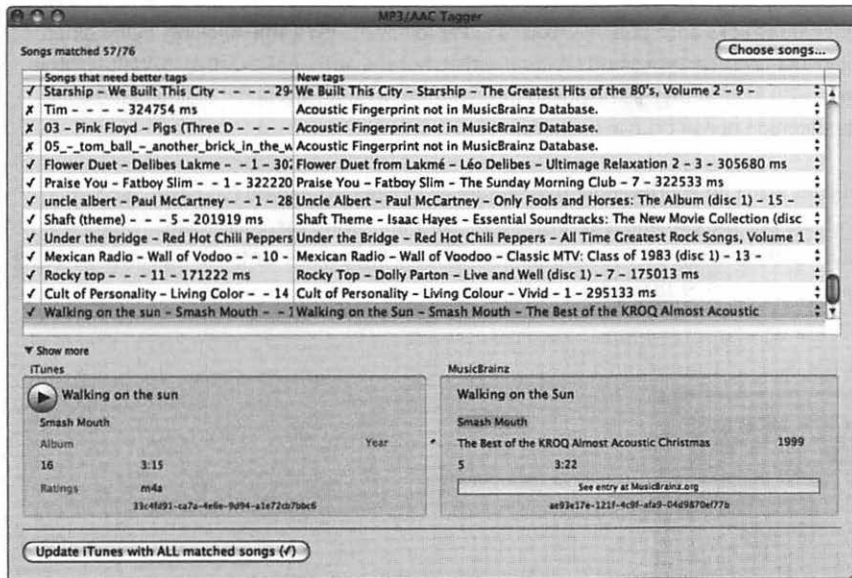 MP3/AAC Tagger
Songs matched 57/76
Choose songs...
Songs that need better tags New tags
✓ Starship - We Built This City - - - - 29 We Built This City - Starship - The Greatest Hits of the 80's, Volume 2 - 9 -
✗ Tim - - - - 324754 ms Acoustic Fingerprint not in MusicBrainz Database.
✗ 03 - Pink Floyd - Pigs (Three D - - - - Acoustic Fingerprint not in MusicBrainz Database.
✗ 05_-_tom_ball_-_another_brick_in_the_w Acoustic Fingerprint not in MusicBrainz Database.
✓ Flower Duet - Delibes Lakme - - 1 - 302 Flower Duet from Lakmé - Léo Delibes - Ultimage Relaxation 2 - 3 - 305680 ms
✓ Praise You - Fatboy Slim - - 1 - 322220 Praise You - Fatboy Slim - The Sunday Morning Club - 7 - 322533 ms
✓ uncle albert - Paul McCartney - - 1 - 28 Uncle Albert - Paul McCartney - Only Fools and Horses: The Album (disc 1) - 15 -
✓ Shaft (theme) - - - 5 - 201919 ms Shaft Theme - Isaac Hayes - Essential Soundtracks: The New Movie Collection (disc
✓ Under the bridge - Red Hot Chili Peppers Under the Bridge - Red Hot Chili Peppers - All Time Greatest Rock Songs, Volume 1
✓ Mexican Radio - Wall of Vodoo - - 10 - Mexican Radio - Wall of Voodoo - Classic MTV: Class of 1983 (disc 1) - 13 -
✓ Rocky top - - - 11 - 171222 ms Rocky Top - Dolly Parton - Live and Well (disc 1) - 7 - 175013 ms
✓ Cult of Personality - Living Color - - 14 Cult of Personality - Living Colour - Vivid - 1 - 295133 ms
✓ Walking on the sun - Smash Mouth - - 1 Walking on the Sun - Smash Mouth - The Best of the KROQ Almost Acoustic
▼ Show more
iTunes
Walking on the sun
Smash Mouth
Album Year
16 3:15
Ratings m4a
33c4fd91-ca7a-4e6e-9d94-a1e72cb7bbc6
MusicBrainz
Walking on the Sun
Smash Mouth
The Best of the KROQ Almost Acoustic Christmas 1999
5 3:22
See entry at MusicBrainz.org
ae93e17e-121f-4c9f-afa9-04d9870ef77b
Update iTunes with ALL matched songs (✓)